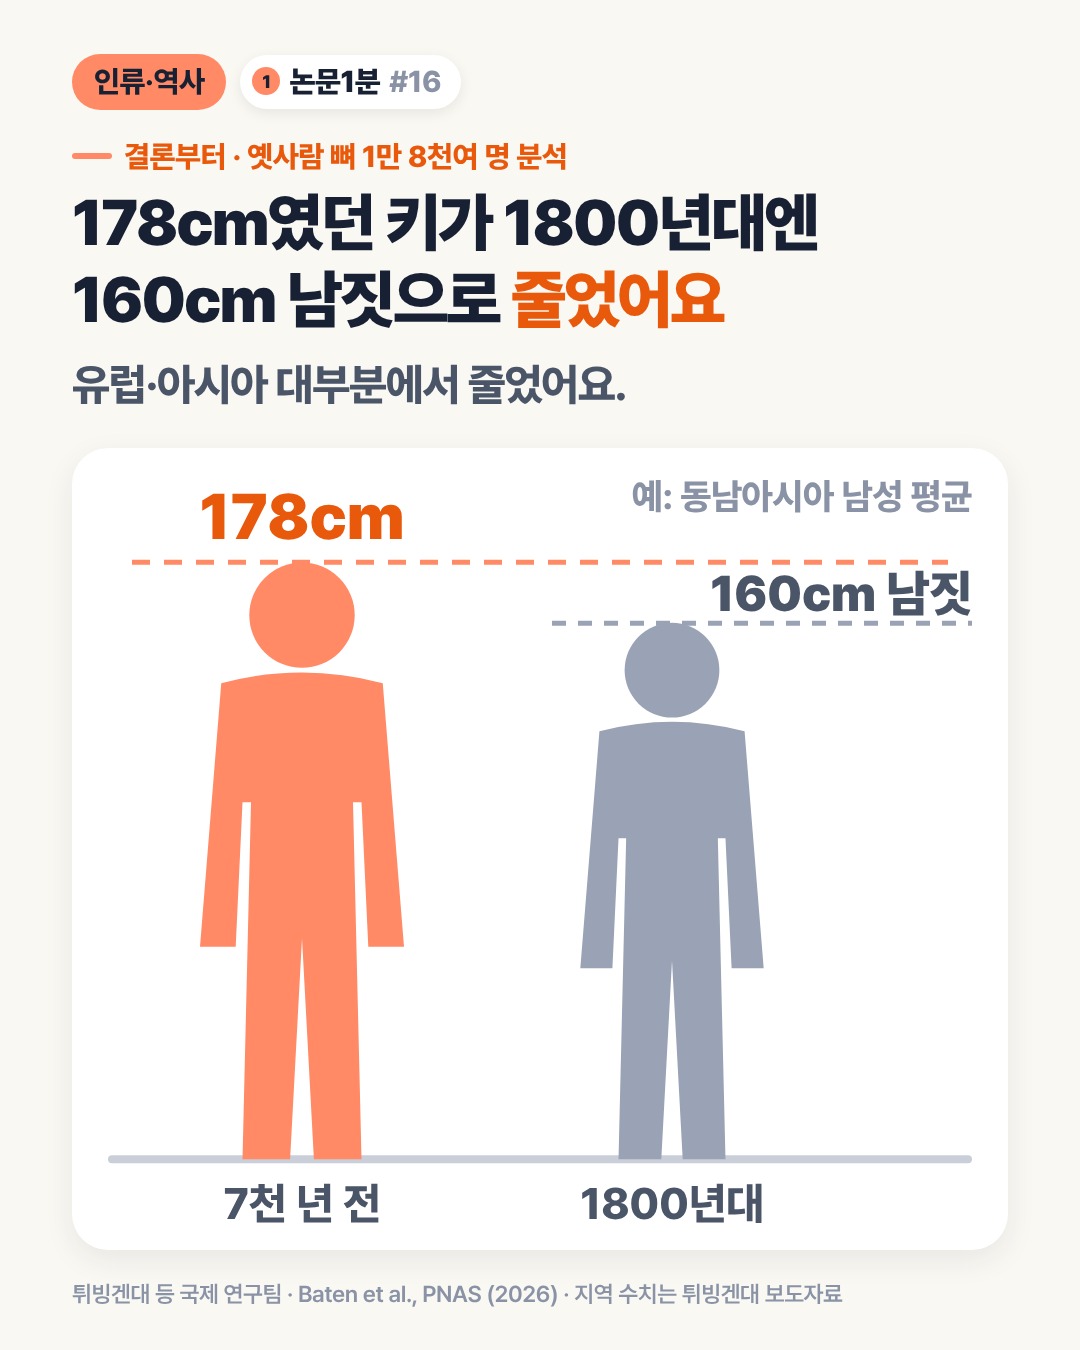 인류·역사
1 논문1분 #16
결론부터 · 옛사람 뼈 1만 8천여 명 분석
178cm였던 키가 1800년대엔
160cm 남짓으로 줄었어요
유럽·아시아 대부분에서 줄었어요.
예: 동남아시아 남성 평균
178cm
160cm 남짓
7천 년 전
1800년대
튀빙겐대 등 국제 연구팀 · Baten et al., PNAS (2026) · 지역 수치는 튀빙겐대 보도자료